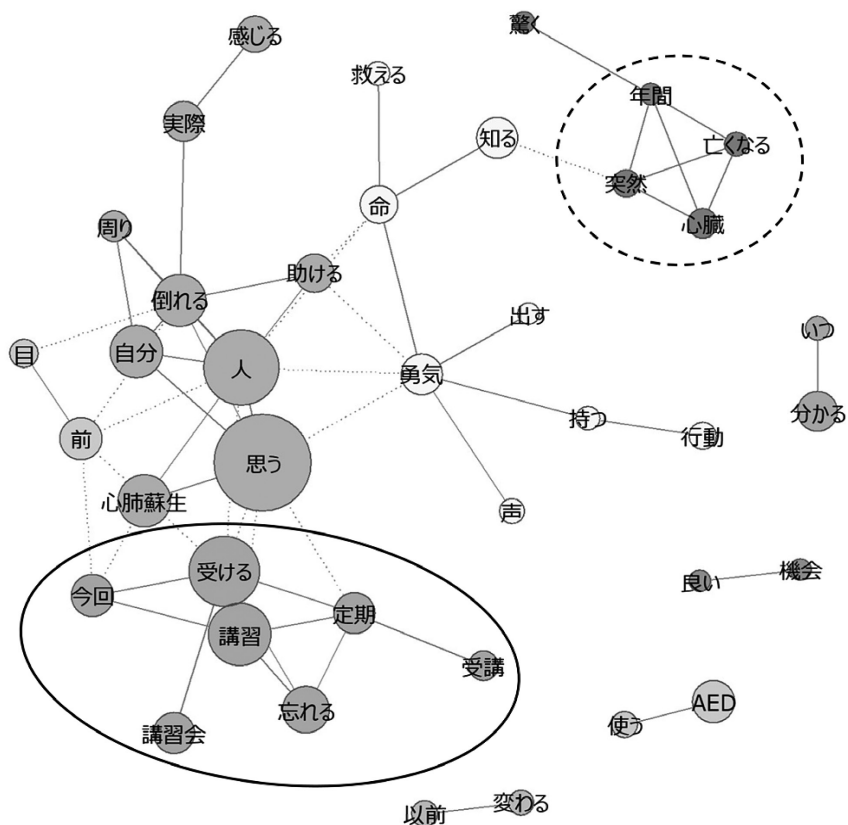 驚く
感じる
救える
年間
実際
知る
亡くなる
突然
命
心臓
周り
助ける
倒れる
出す
いつ
自分
目
人
勇気
分かる
持つ
前
行動
思う
心肺蘇生
声
受ける
機会
良い
今回
定期
講習
受講
AED
忘れる
使う
講習会
変わる
以前